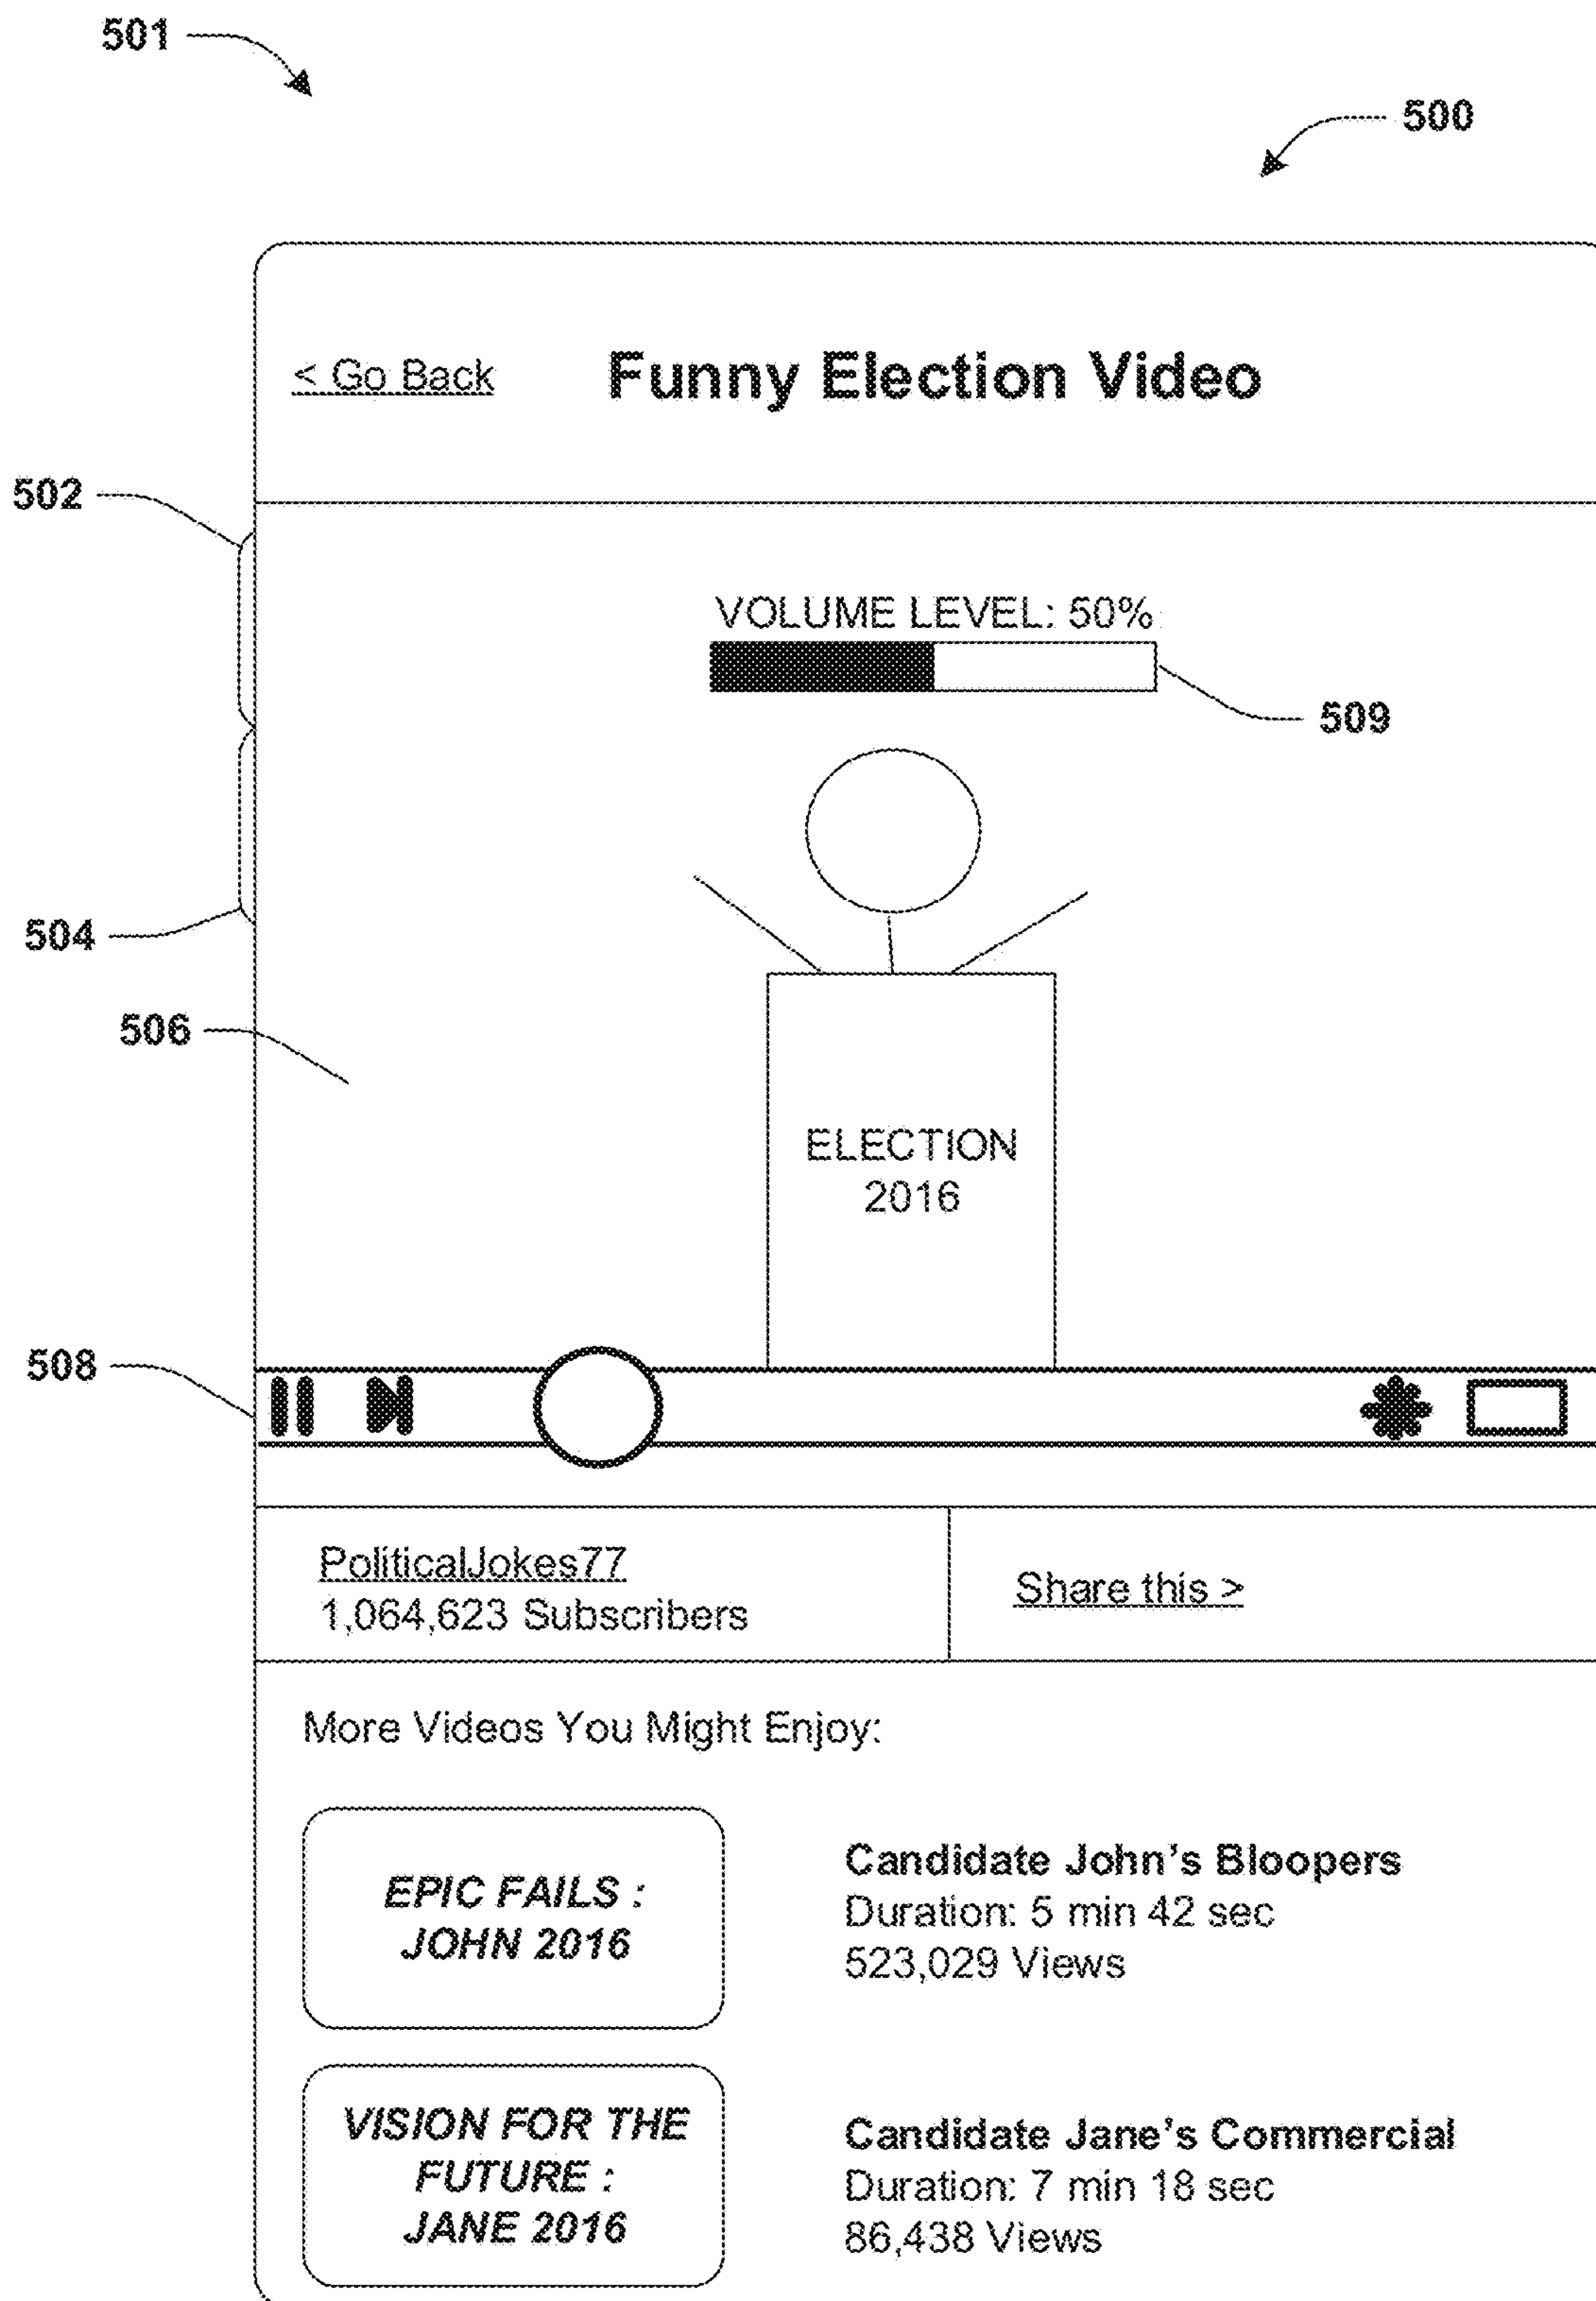 501
500
< Go Back
Funny Election Video
502
VOLUME LEVEL: 50%
509
504
506
ELECTION
2016
508
PoliticalJokes77
1,064,623 Subscribers
Share this >
More Videos You Might Enjoy:
EPIC FAILS :
JOHN 2016
Candidate John's Bloopers
Duration: 5 min 42 sec
523,029 Views
VISION FOR THE
FUTURE :
JANE 2016
Candidate Jane's Commercial
Duration: 7 min 18 sec
86,438 Views